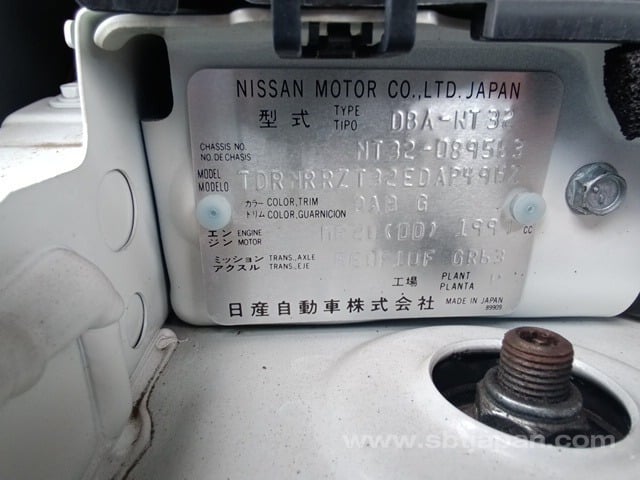 NISSAN MOTOR CO.,LTD. JAPAN
型式 TYPE TIPO DBA-NT32
CHASSIS NO. NO. DE CHASIS NT32-089563
MODEL MODELO
カラー COLOR, TRIM トリム COLOR, GUARNICION QAB G
エンジン ENGINE MOTOR MR20(DD) 1997 CC
ミッション TRANS., AXLE アクスル TRANS., EJE GR63
工場 PLANT PLANTA
日産自動車株式会社 MADE IN JAPAN
89909
www.sbtjapan.com